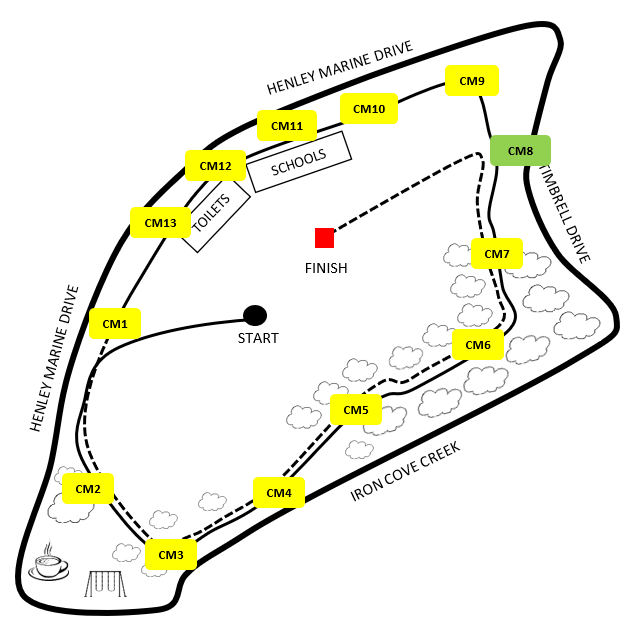 HENLEY MARINE DRIVE
CM9
CM10
CM11
CM8
SCHOOLS
CM12
TIMBRELL DRIVE
TOILETS
CM13
CM7
FINISH
HENLEY MARINE DRIVE
CM1
START
CM6
CM5
IRON COVE CREEK
CM2
CM4
CM3